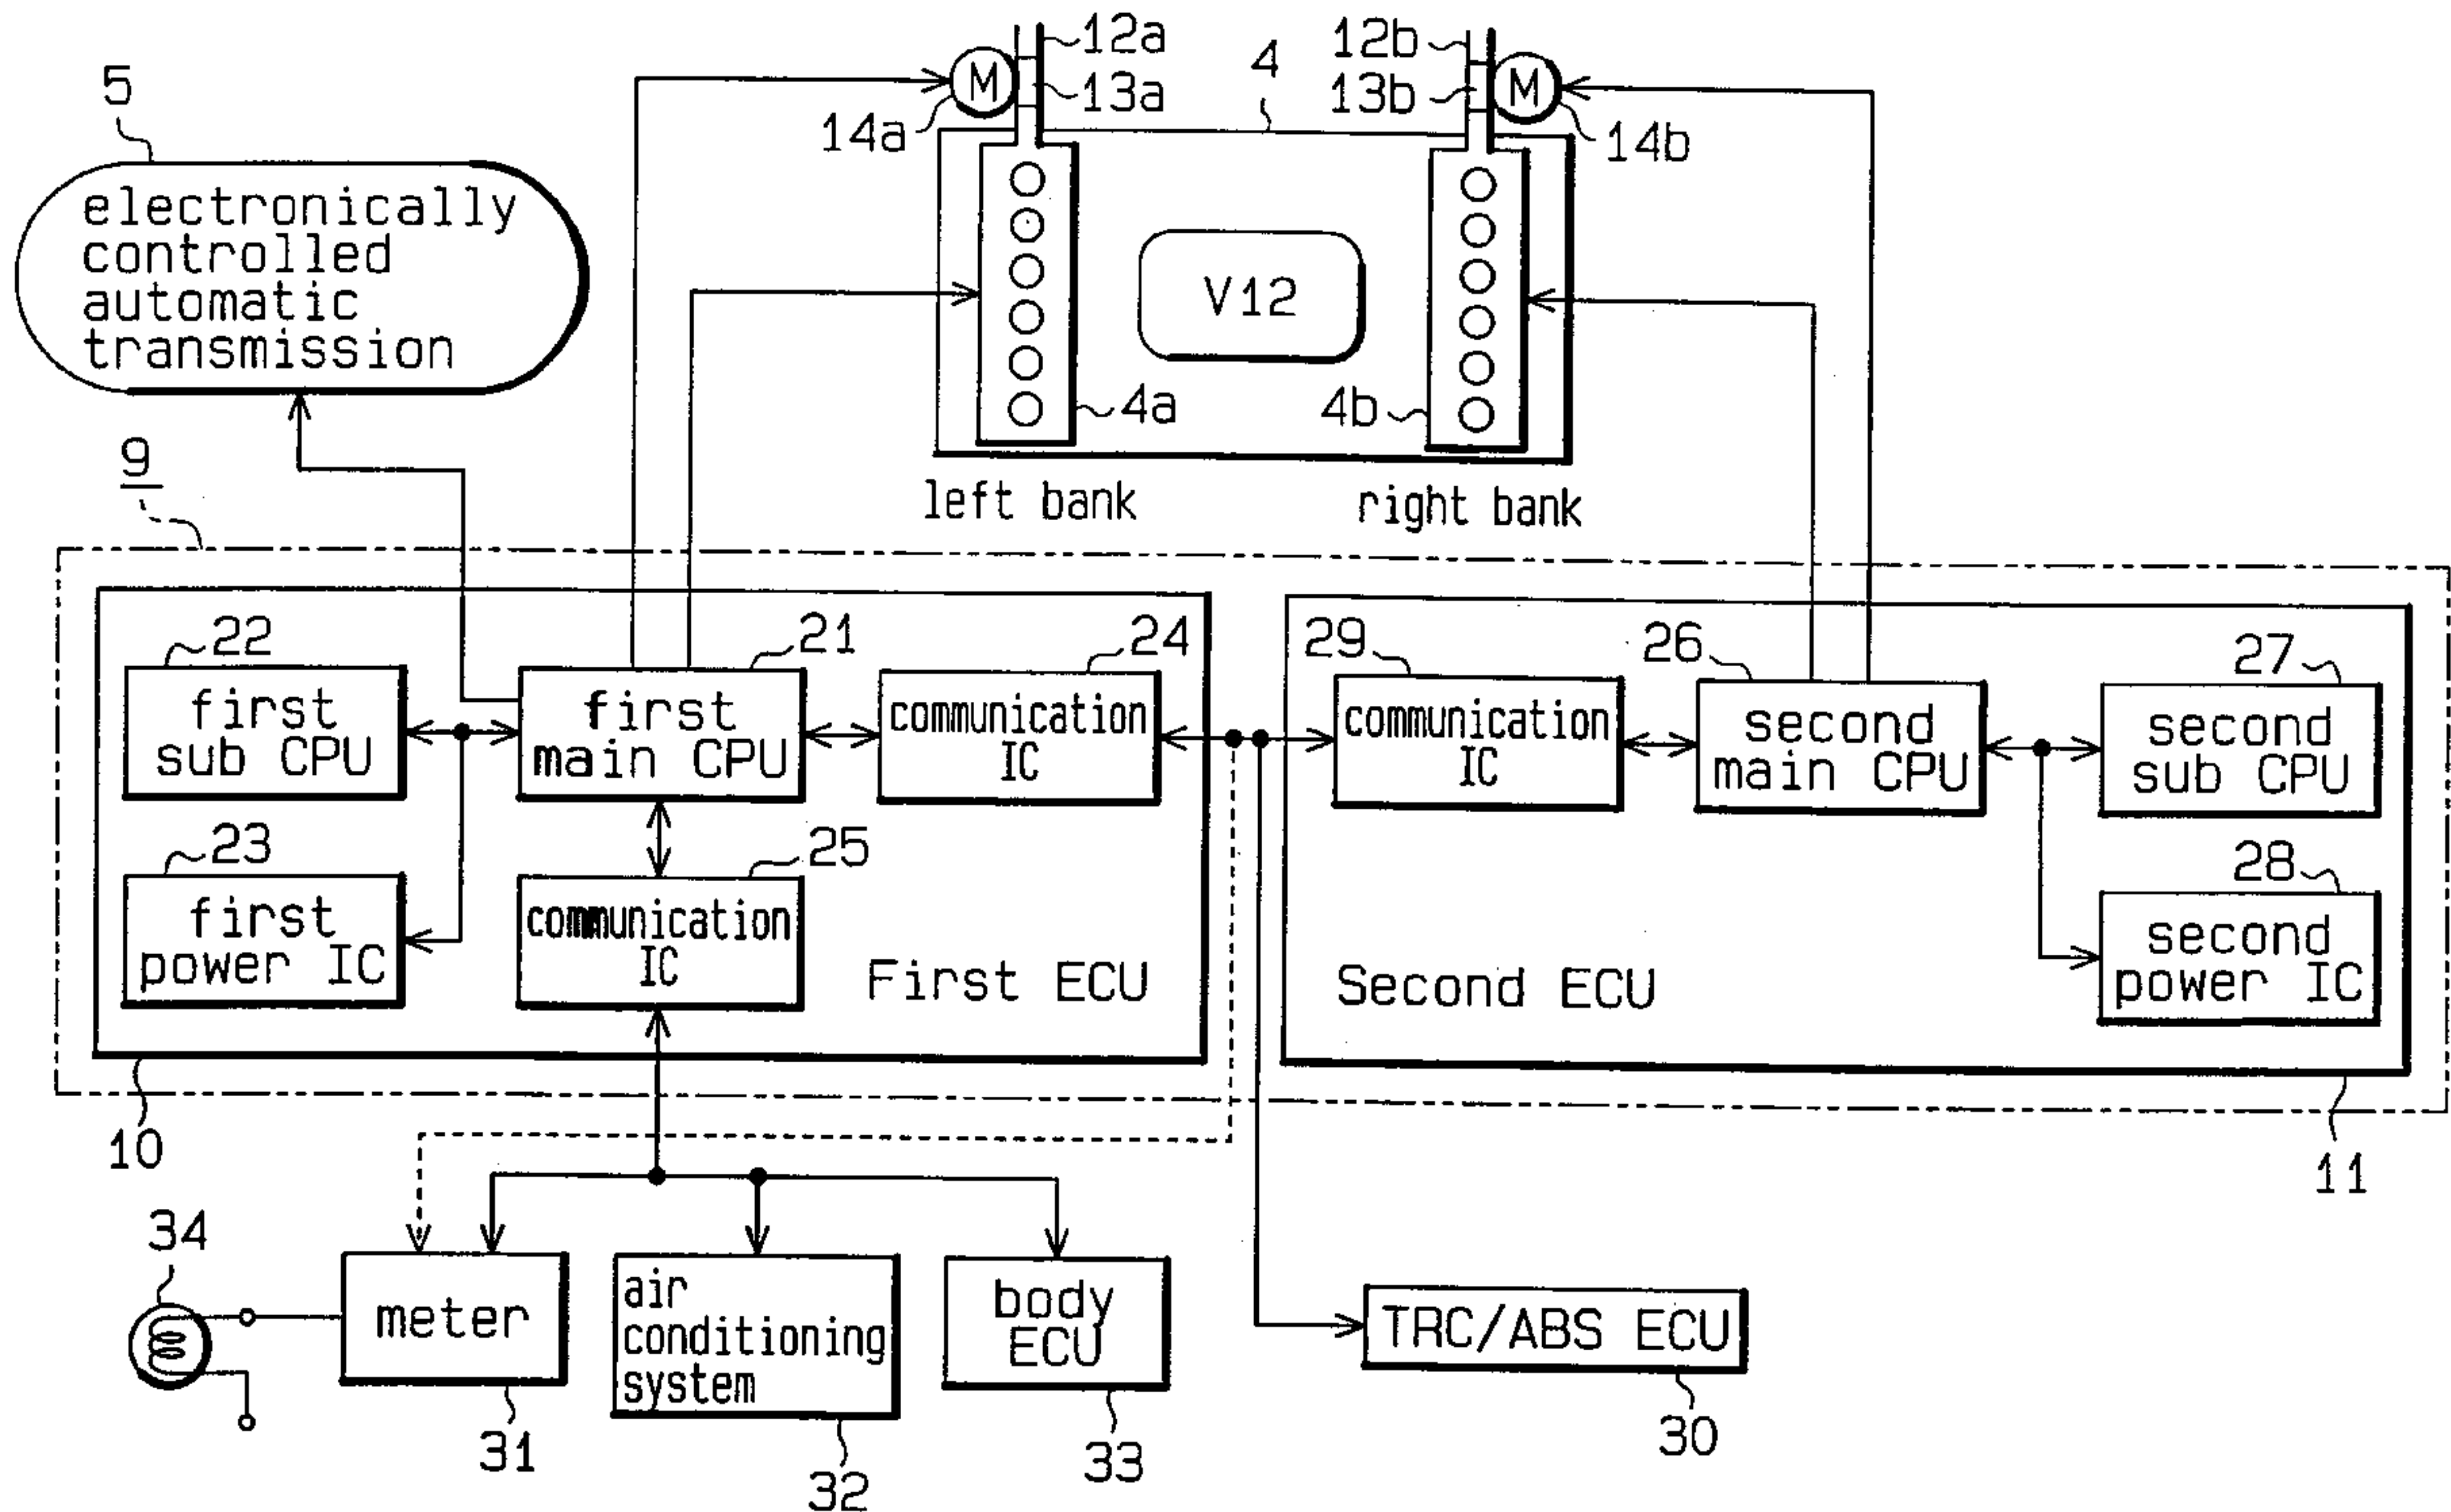 12a
12b
4
5
M
13a
13b
M
14a
14b
electronically
controlled
automatic
transmission
V12
4a
4b
9
left bank
right bank
22
21
24
29
26
27
first
sub CPU
first
main CPU
communication
IC
communication
IC
second
main CPU
second
sub CPU
23
25
28
first
power IC
communication
IC
First ECU
Second ECU
second
power IC
10
11
34
meter
air
conditioning
system
body
ECU
TRC/ABS ECU
31
32
33
30